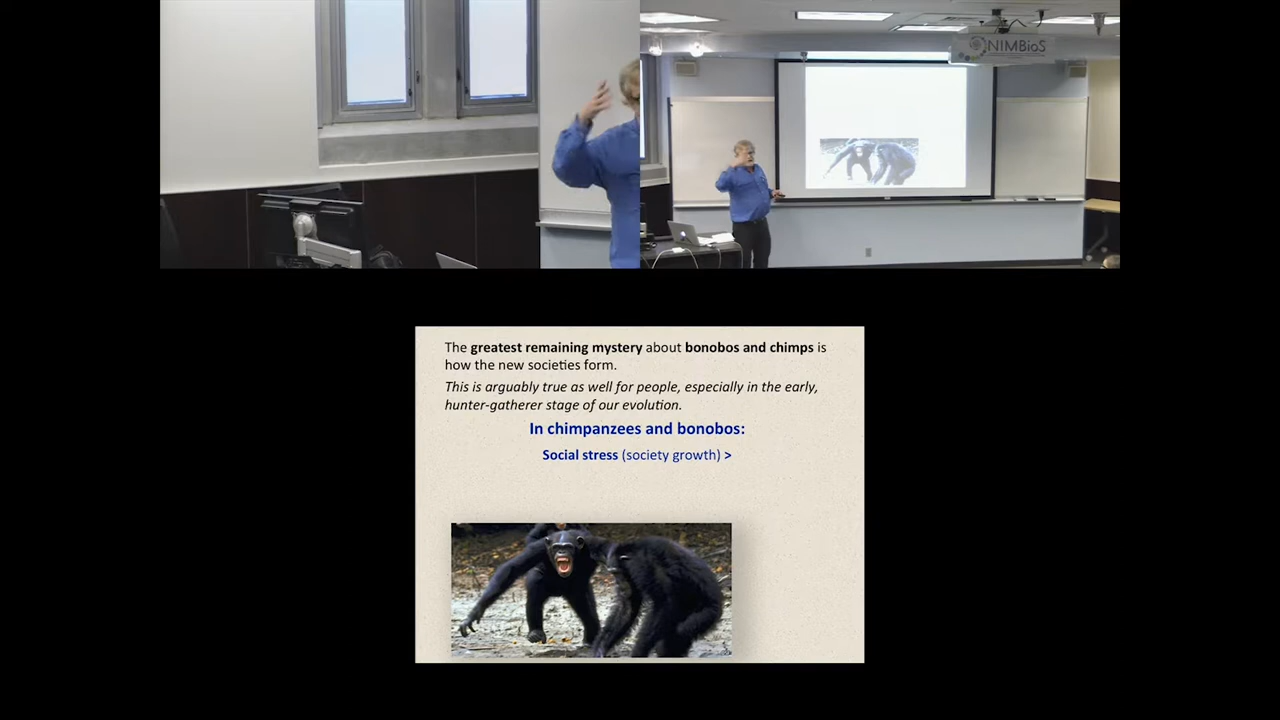 NIMBioS
The greatest remaining mystery about bonobos and chimps is
how the new societies form.
This is arguably true as well for people, especially in the early,
hunter-gatherer stage of our evolution.
In chimpanzees and bonobos:
Social stress (society growth) >